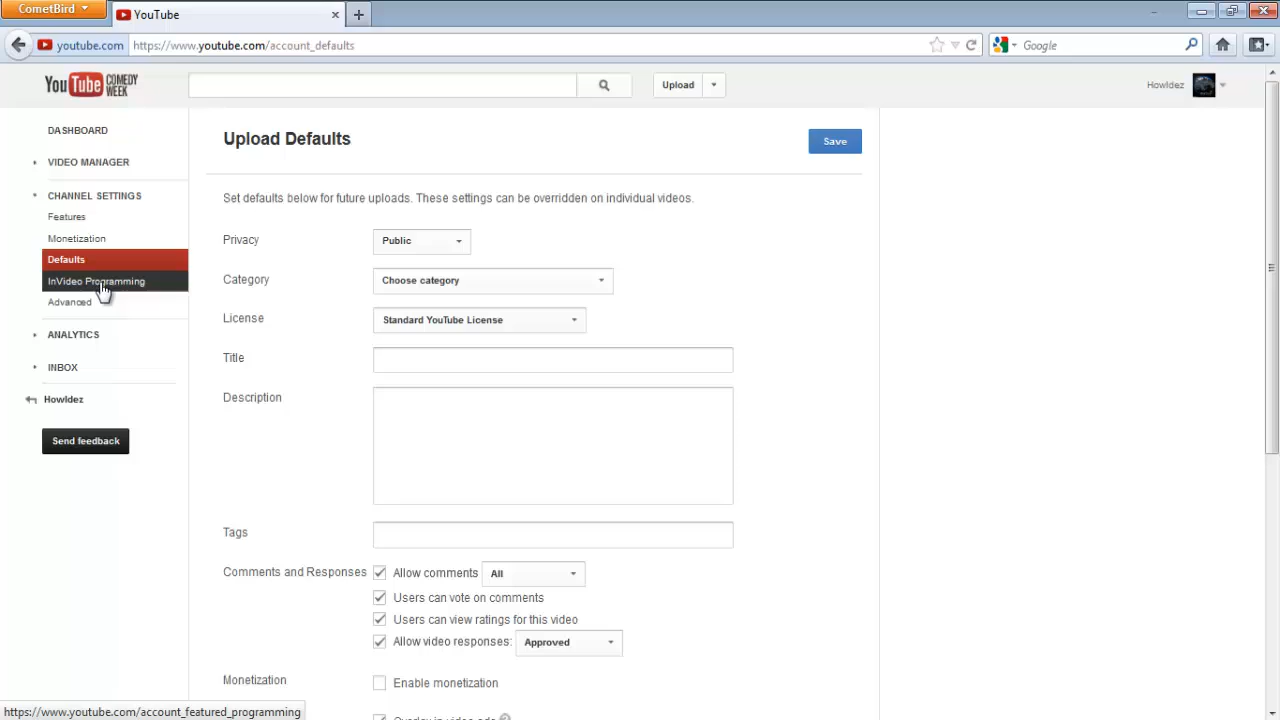 CometBird
YouTube
youtube.com
https://www.youtube.com/account_defaults
Google
YouTube COMEDY WEEK
Upload
Howldez
DASHBOARD
VIDEO MANAGER
CHANNEL SETTINGS
Features
Monetization
Defaults
InVideo Programming
Advanced
ANALYTICS
INBOX
Howldez
Send feedback
Upload Defaults
Save
Set defaults below for future uploads. These settings can be overridden on individual videos.
Privacy
Public
Category
Choose category
License
Standard YouTube License
Title
Description
Tags
Comments and Responses
Allow comments
All
Users can vote on comments
Users can view ratings for this video
Allow video responses:
Approved
Monetization
Enable monetization
Overlay in-video ads
https://www.youtube.com/account_featured_programming